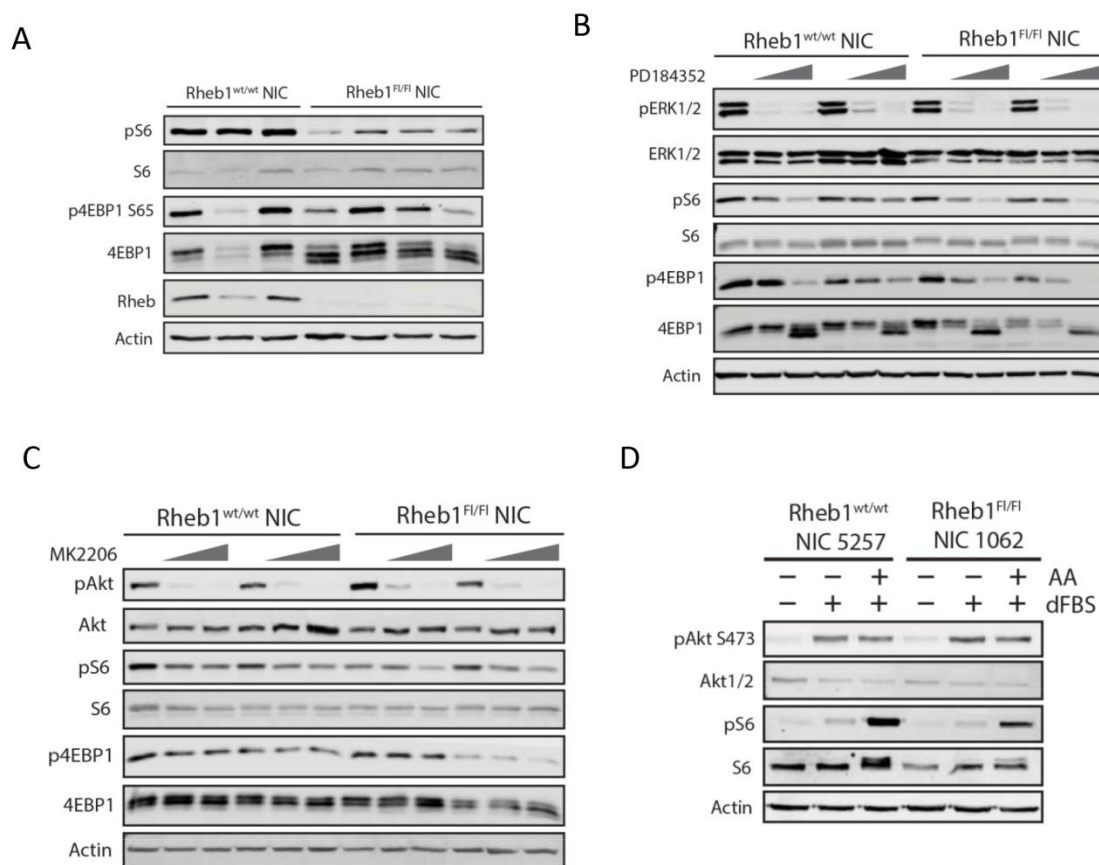 A
Rheb1wt/wt NIC Rheb1Fl/Fl NIC
pS6
S6
p4EBP1 S65
4EBP1
Rheb
Actin
B
Rheb1wt/wt NIC Rheb1Fl/Fl NIC
PD184352
pERK1/2
ERK1/2
pS6
S6
p4EBP1
4EBP1
Actin
C
Rheb1wt/wt NIC Rheb1Fl/Fl NIC
MK2206
pAkt
Akt
pS6
S6
p4EBP1
4EBP1
Actin
D
Rheb1wt/wt Rheb1Fl/Fl
NIC 5257 NIC 1062
− − + − − + AA
− + + − + + dFBS
pAkt S473
Akt1/2
pS6
S6
Actin